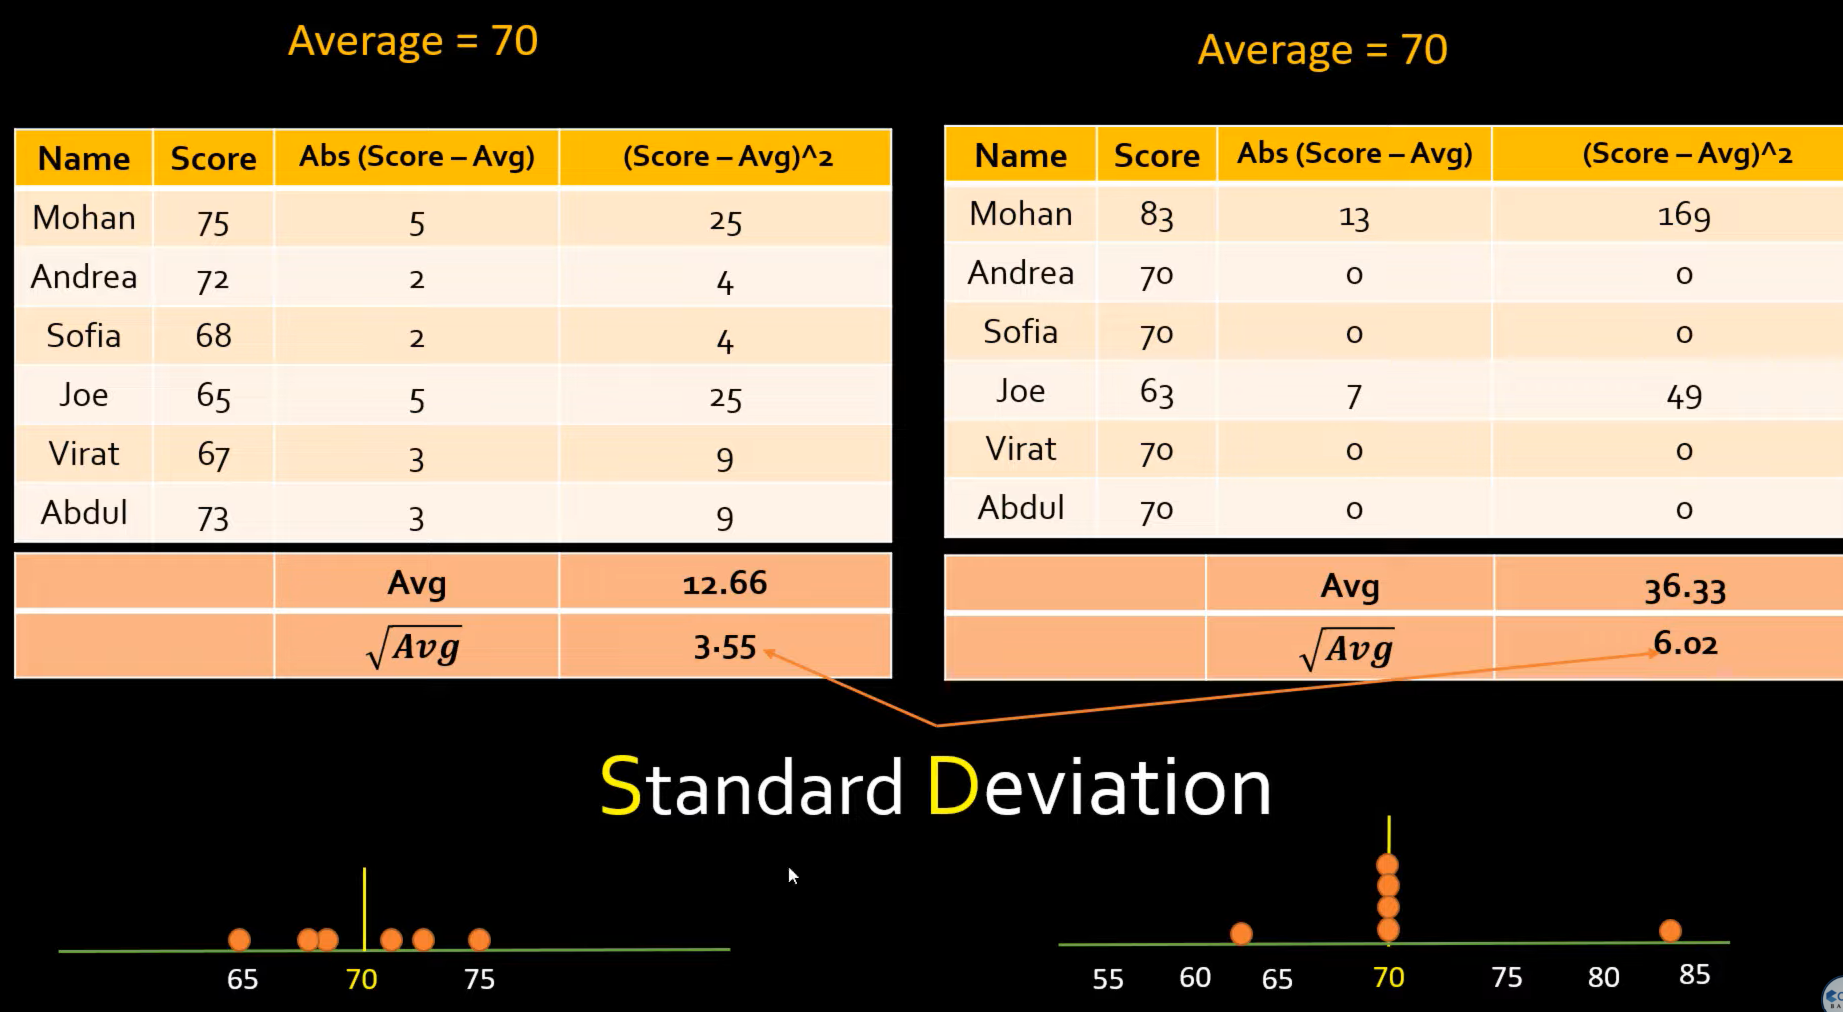 Average = 70
Name Score Abs (Score – Avg) (Score – Avg)^2
Mohan 75 5 25
Andrea 72 2 4
Sofia 68 2 4
Joe 65 5 25
Virat 67 3 9
Abdul 73 3 9
Avg 12.66
√Avg 3.55
Average = 70
Name Score Abs (Score – Avg) (Score – Avg)^2
Mohan 83 13 169
Andrea 70 0 0
Sofia 70 0 0
Joe 63 7 49
Virat 70 0 0
Abdul 70 0 0
Avg 36.33
√Avg 6.02
Standard Deviation
65 70 75
55 60 65 70 75 80 85